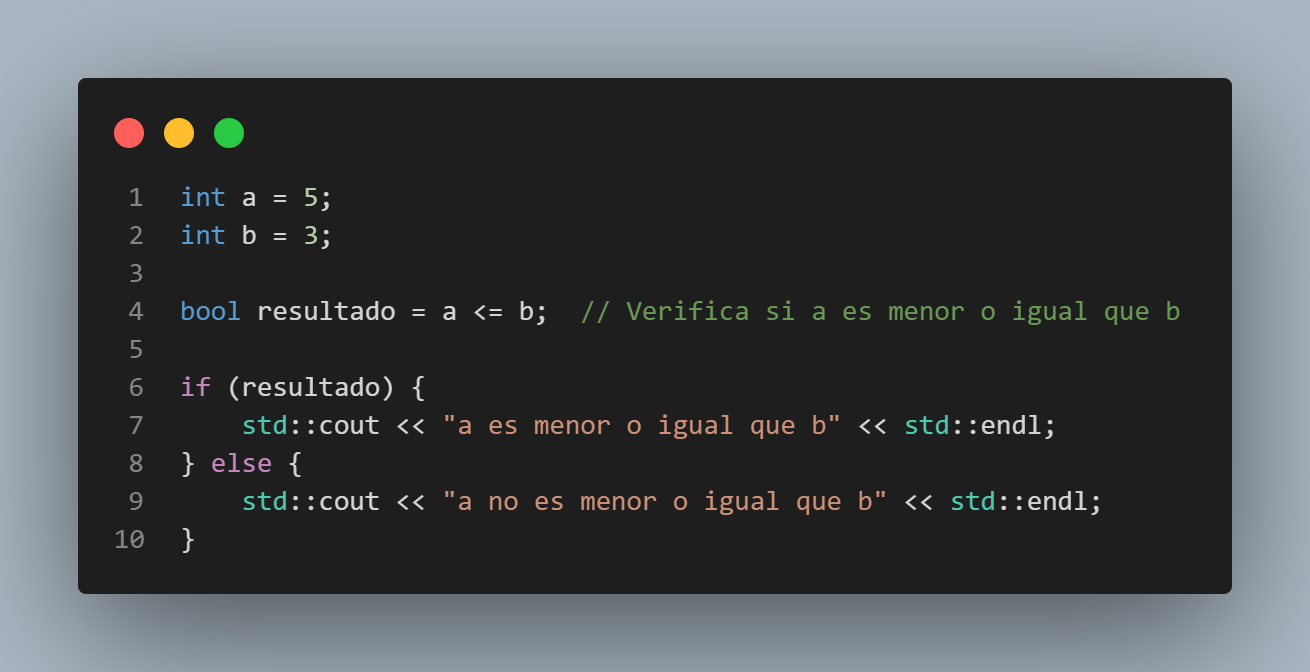 1 int a = 5;
2 int b = 3;
3
4 bool resultado = a <= b;  // Verifica si a es menor o igual que b
5
6 if (resultado) {
7     std::cout << "a es menor o igual que b" << std::endl;
8 } else {
9     std::cout << "a no es menor o igual que b" << std::endl;
10 }